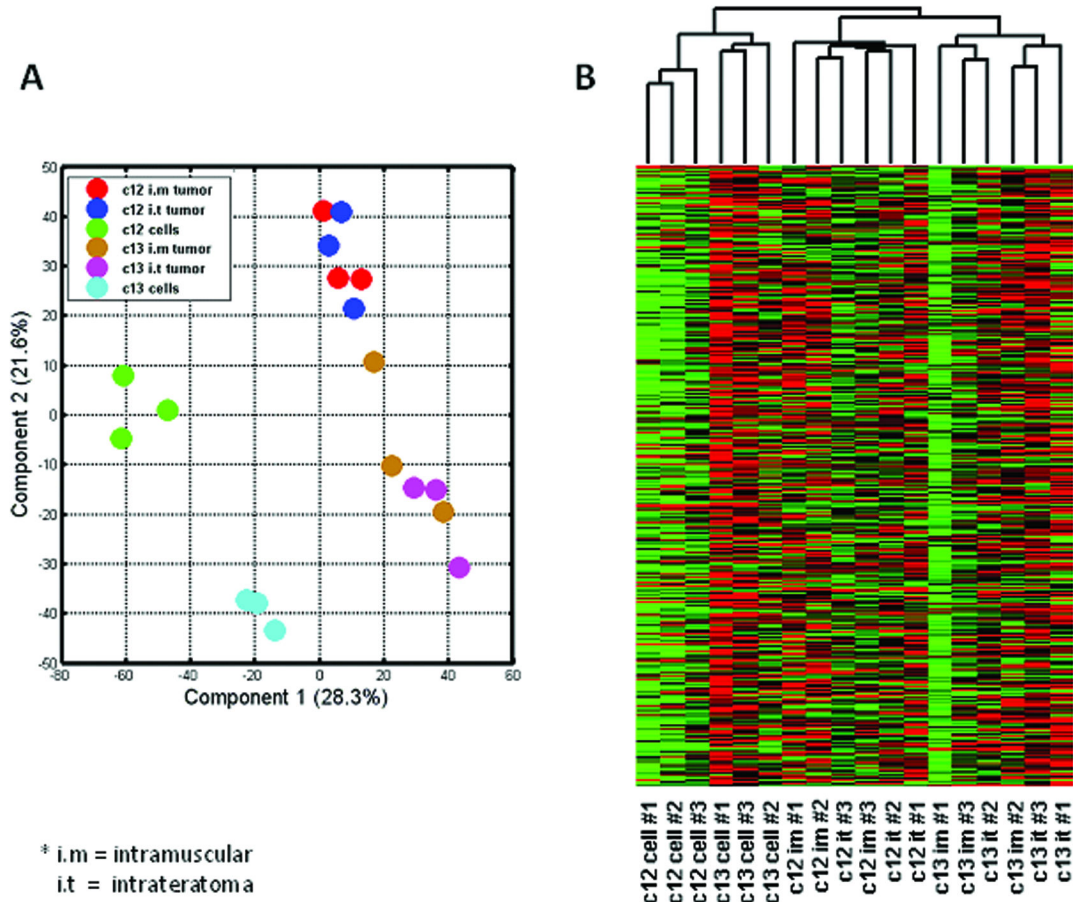 A
B
50
40
30
20
10
0
-10
-20
-30
-40
-50
-80
-60
-40
-20
0
20
40
60
Component 2 (21.6%)
Component 1 (28.3%)
c12 i.m tumor
c12 i.t tumor
c12 cells
c13 i.m tumor
c13 i.t tumor
c13 cells
c12 cell #1
c12 cell #2
c12 cell #3
c13 cell #1
c13 cell #3
c13 cell #2
c12 im #1
c12 im #2
c12 it #3
c12 im #3
c12 it #2
c12 it #1
c13 im #1
c13 im #3
c13 it #2
c13 im #2
c13 it #3
c13 it #1
* i.m = intramuscular
i.t = intrateratoma